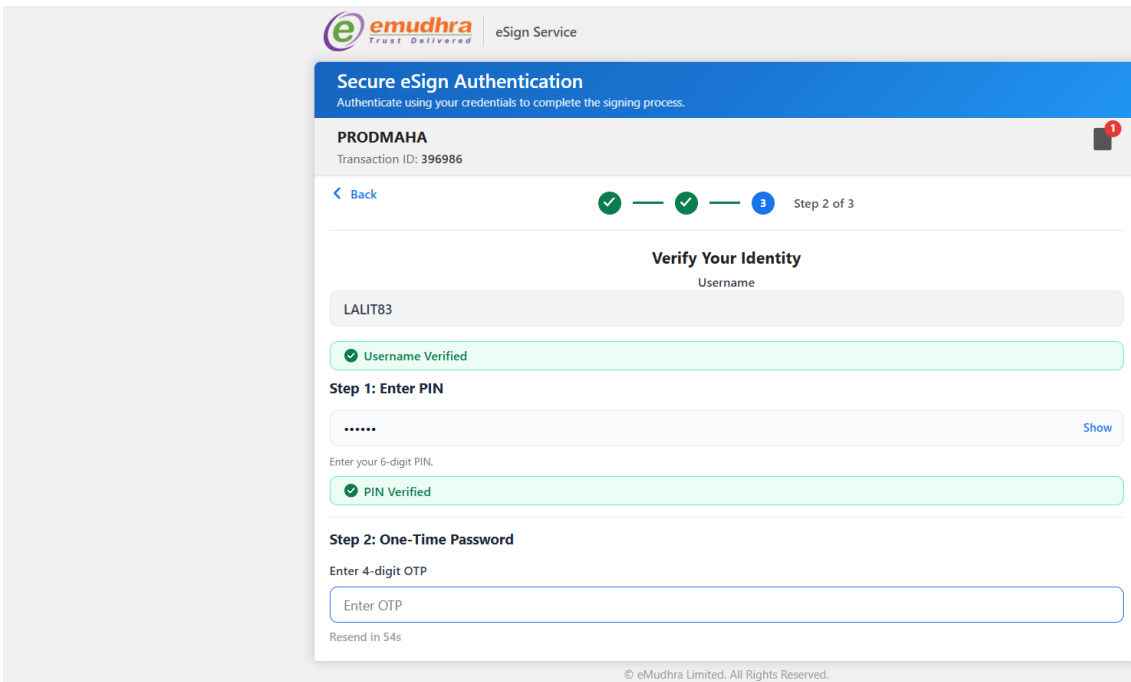 e emudhra
Trust Delivered
eSign Service
Secure eSign Authentication
Authenticate using your credentials to complete the signing process.
PRODMAHA
1
Transaction ID: 396986
Back
3 Step 2 of 3
Verify Your Identity
Username
LALIT83
Username Verified
Step 1: Enter PIN
••••••
Show
Enter your 6-digit PIN.
PIN Verified
Step 2: One-Time Password
Enter 4-digit OTP
Enter OTP
Resend in 54s
© eMudhra Limited. All Rights Reserved.